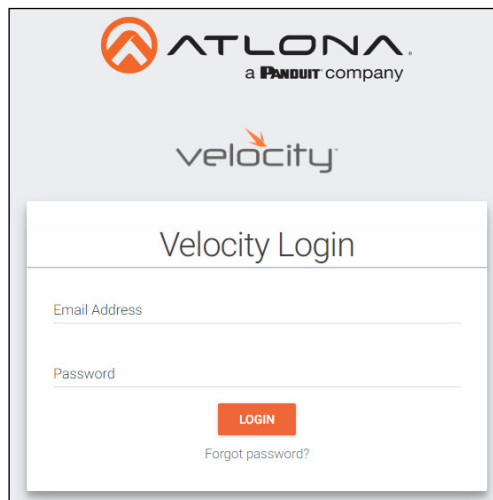 ATLONA
a PANDUIT company
velocity
Velocity Login
Email Address
Password
LOGIN
Forgot password?